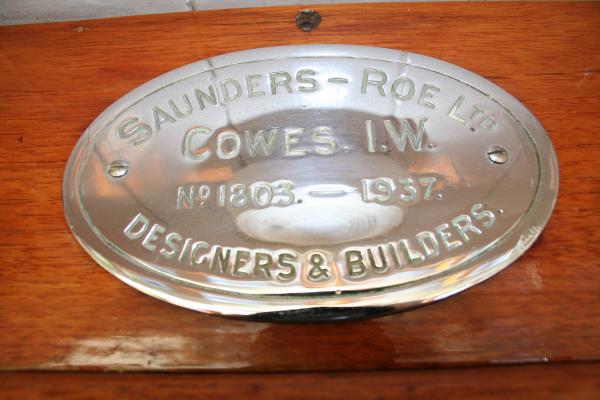 SAUNDERS - ROE LTD
COWES. I.W.
No 1803. - 1937.
DESIGNERS & BUILDERS.